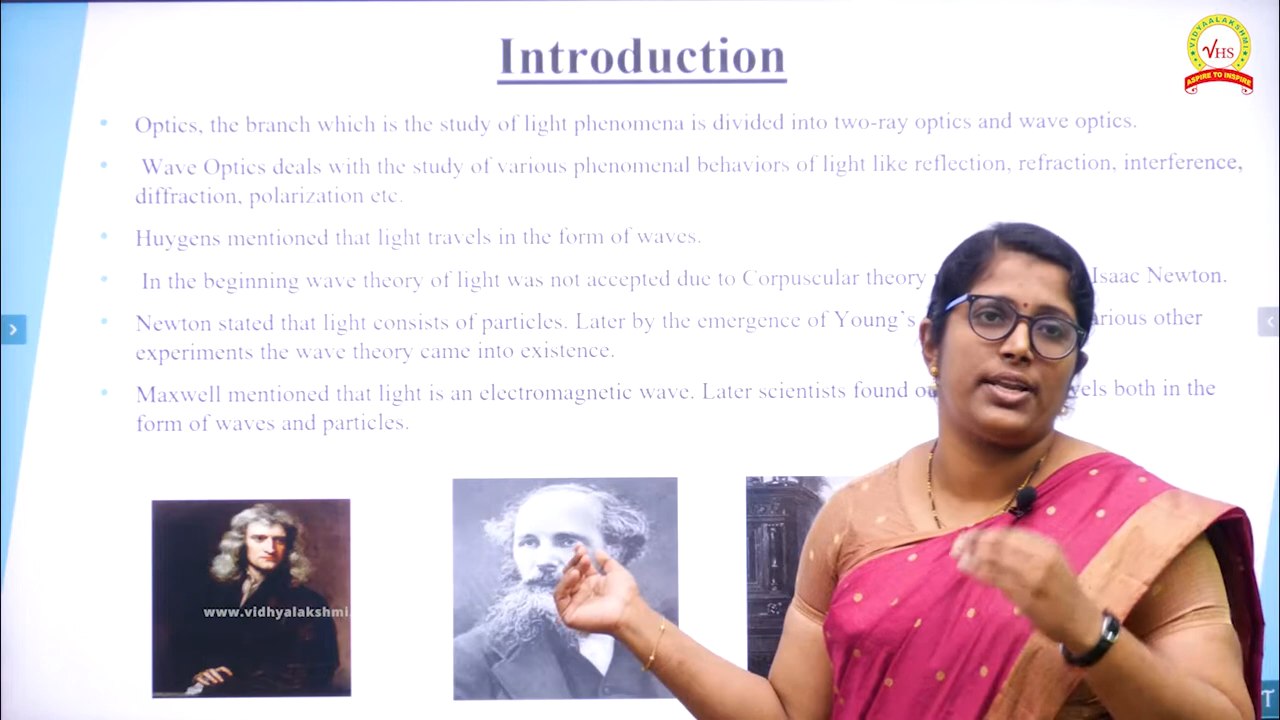 Introduction
VIDYAALAKSHMI
VHS
ASPIRE TO INSPIRE
Optics, the branch which is the study of light phenomena is divided into two-ray optics and wave optics.
Wave Optics deals with the study of various phenomenal behaviors of light like reflection, refraction, interference,
diffraction, polarization etc.
Huygens mentioned that light travels in the form of waves.
In the beginning wave theory of light was not accepted due to Corpuscular theory Isaac Newton.
Newton stated that light consists of particles. Later by the emergence of Young's other
experiments the wave theory came into existence.
Maxwell mentioned that light is an electromagnetic wave. Later scientists found both in the
form of waves and particles.
www.vidhyalakshmi.